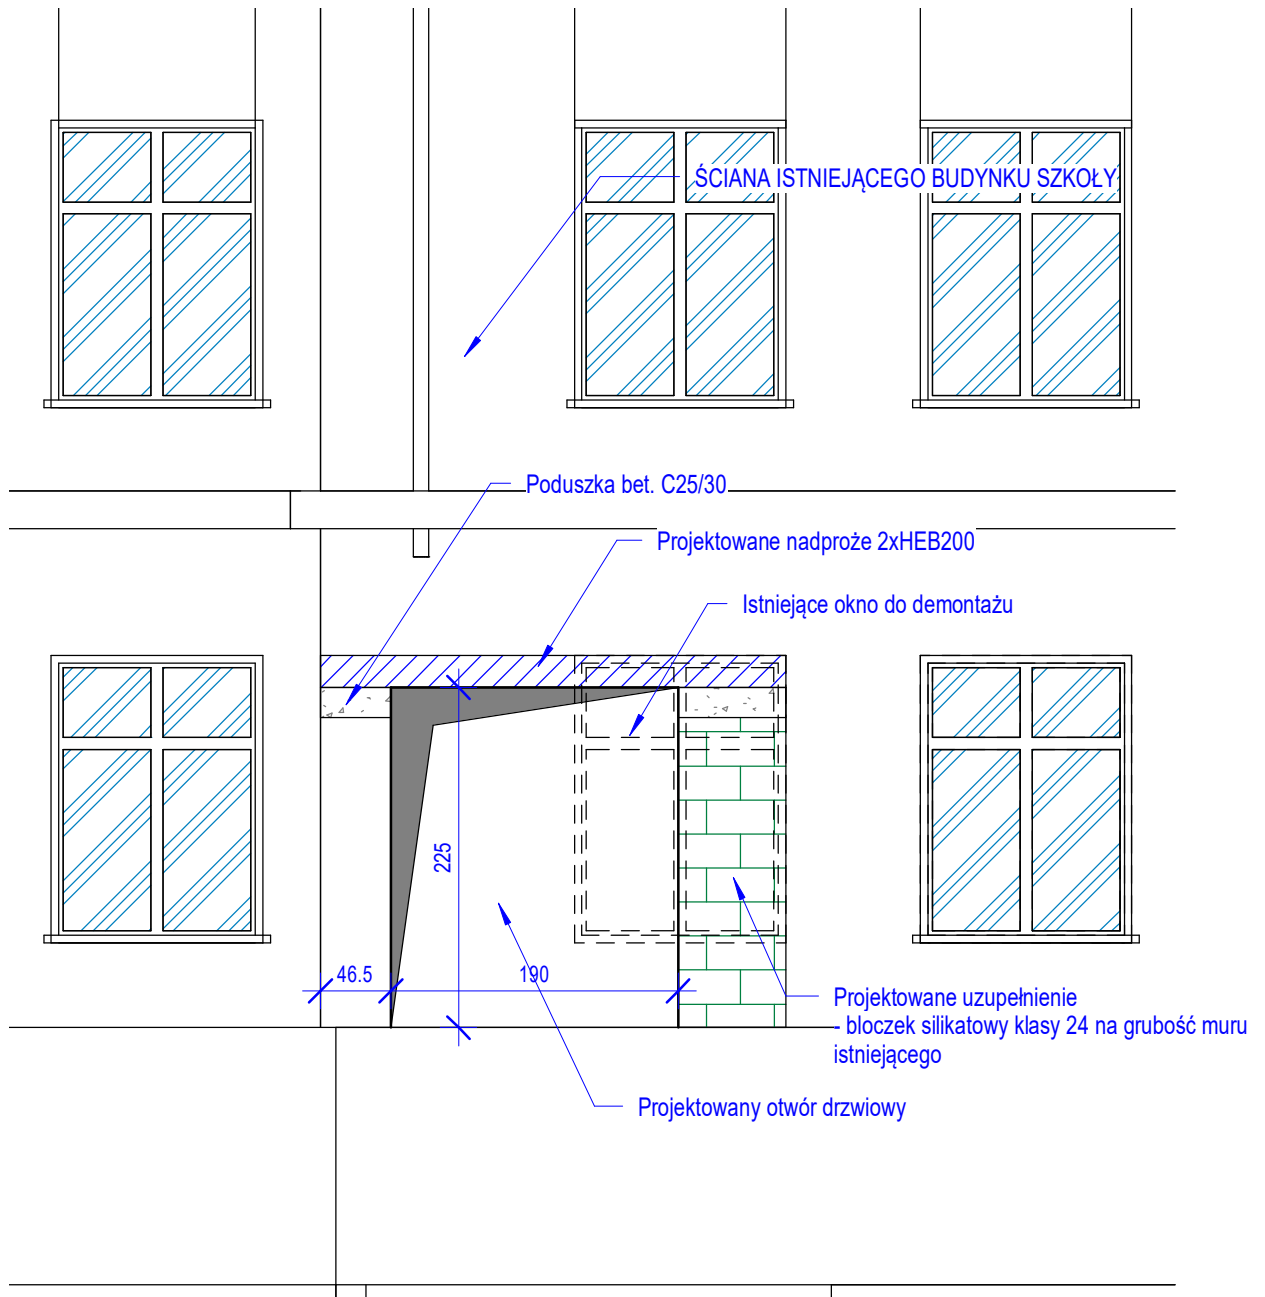 ŚCIANA ISTNIEJĄCEGO BUDYNKU SZKOŁY
Poduszka bet. C25/30
Projektowane nadproże 2xHEB200
Istniejące okno do demontażu
225
46.5
190
Projektowane uzupełnienie
- bloczek silikatowy klasy 24 na grubość muru
istniejącego
Projektowany otwór drzwiowy